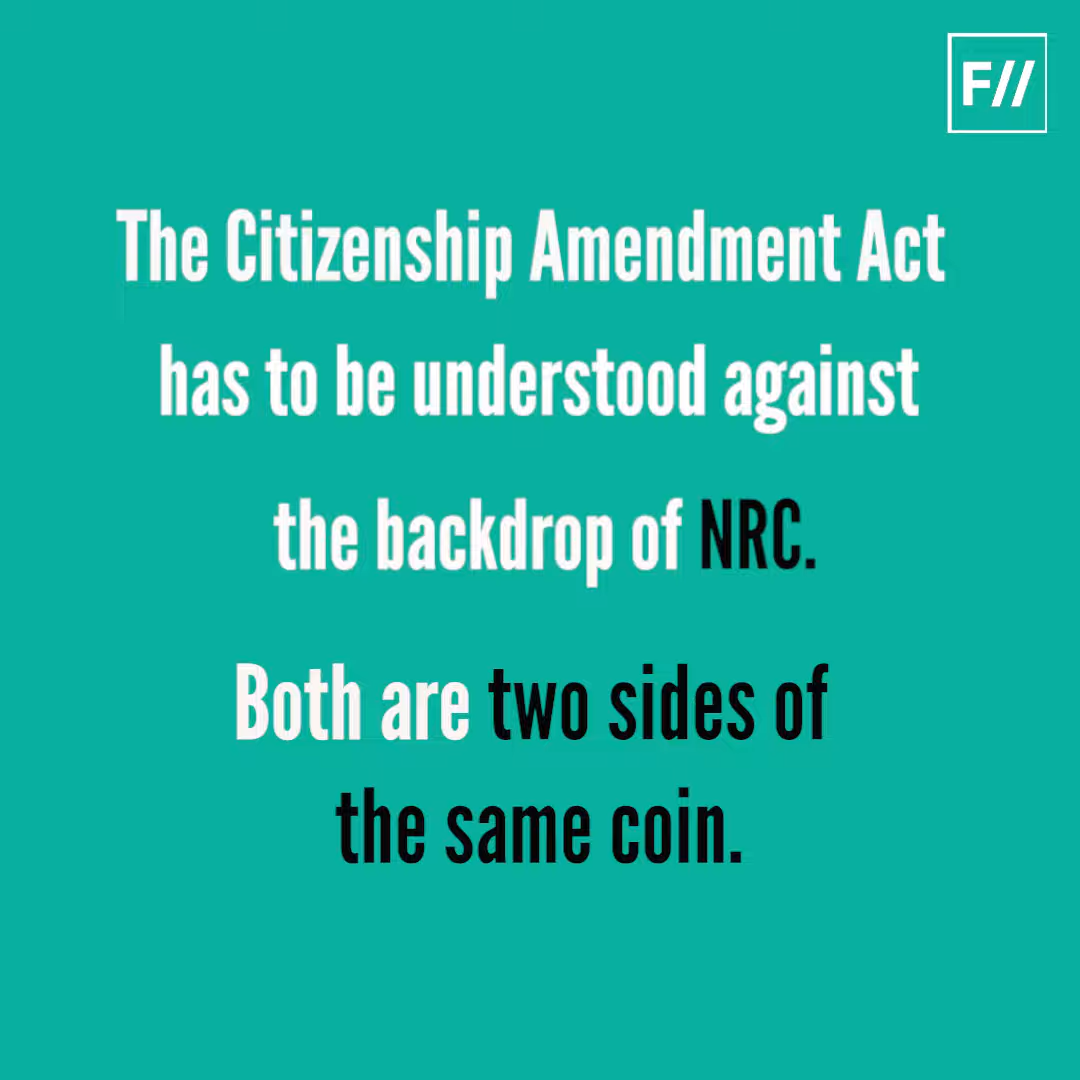 F//
The Citizenship Amendment Act
has to be understood against
the backdrop of NRC.
Both are two sides of
the same coin.